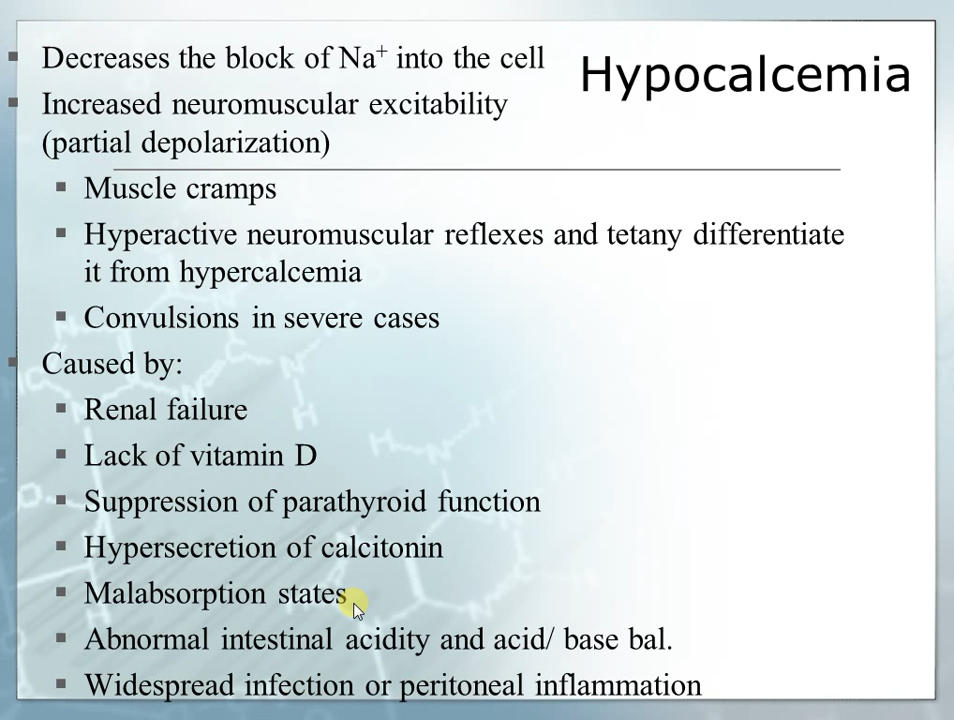 Hypocalcemia
Decreases the block of Na⁺ into the cell
Increased neuromuscular excitability
(partial depolarization)
Muscle cramps
Hyperactive neuromuscular reflexes and tetany differentiate
it from hypercalcemia
Convulsions in severe cases
Caused by:
Renal failure
Lack of vitamin D
Suppression of parathyroid function
Hypersecretion of calcitonin
Malabsorption states
Abnormal intestinal acidity and acid/ base bal.
Widespread infection or peritoneal inflammation